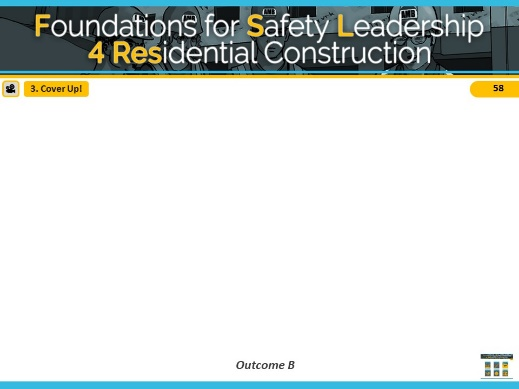 Foundations for Safety Leadership
4 Residential Construction
3. Cover Up!
58
Outcome B